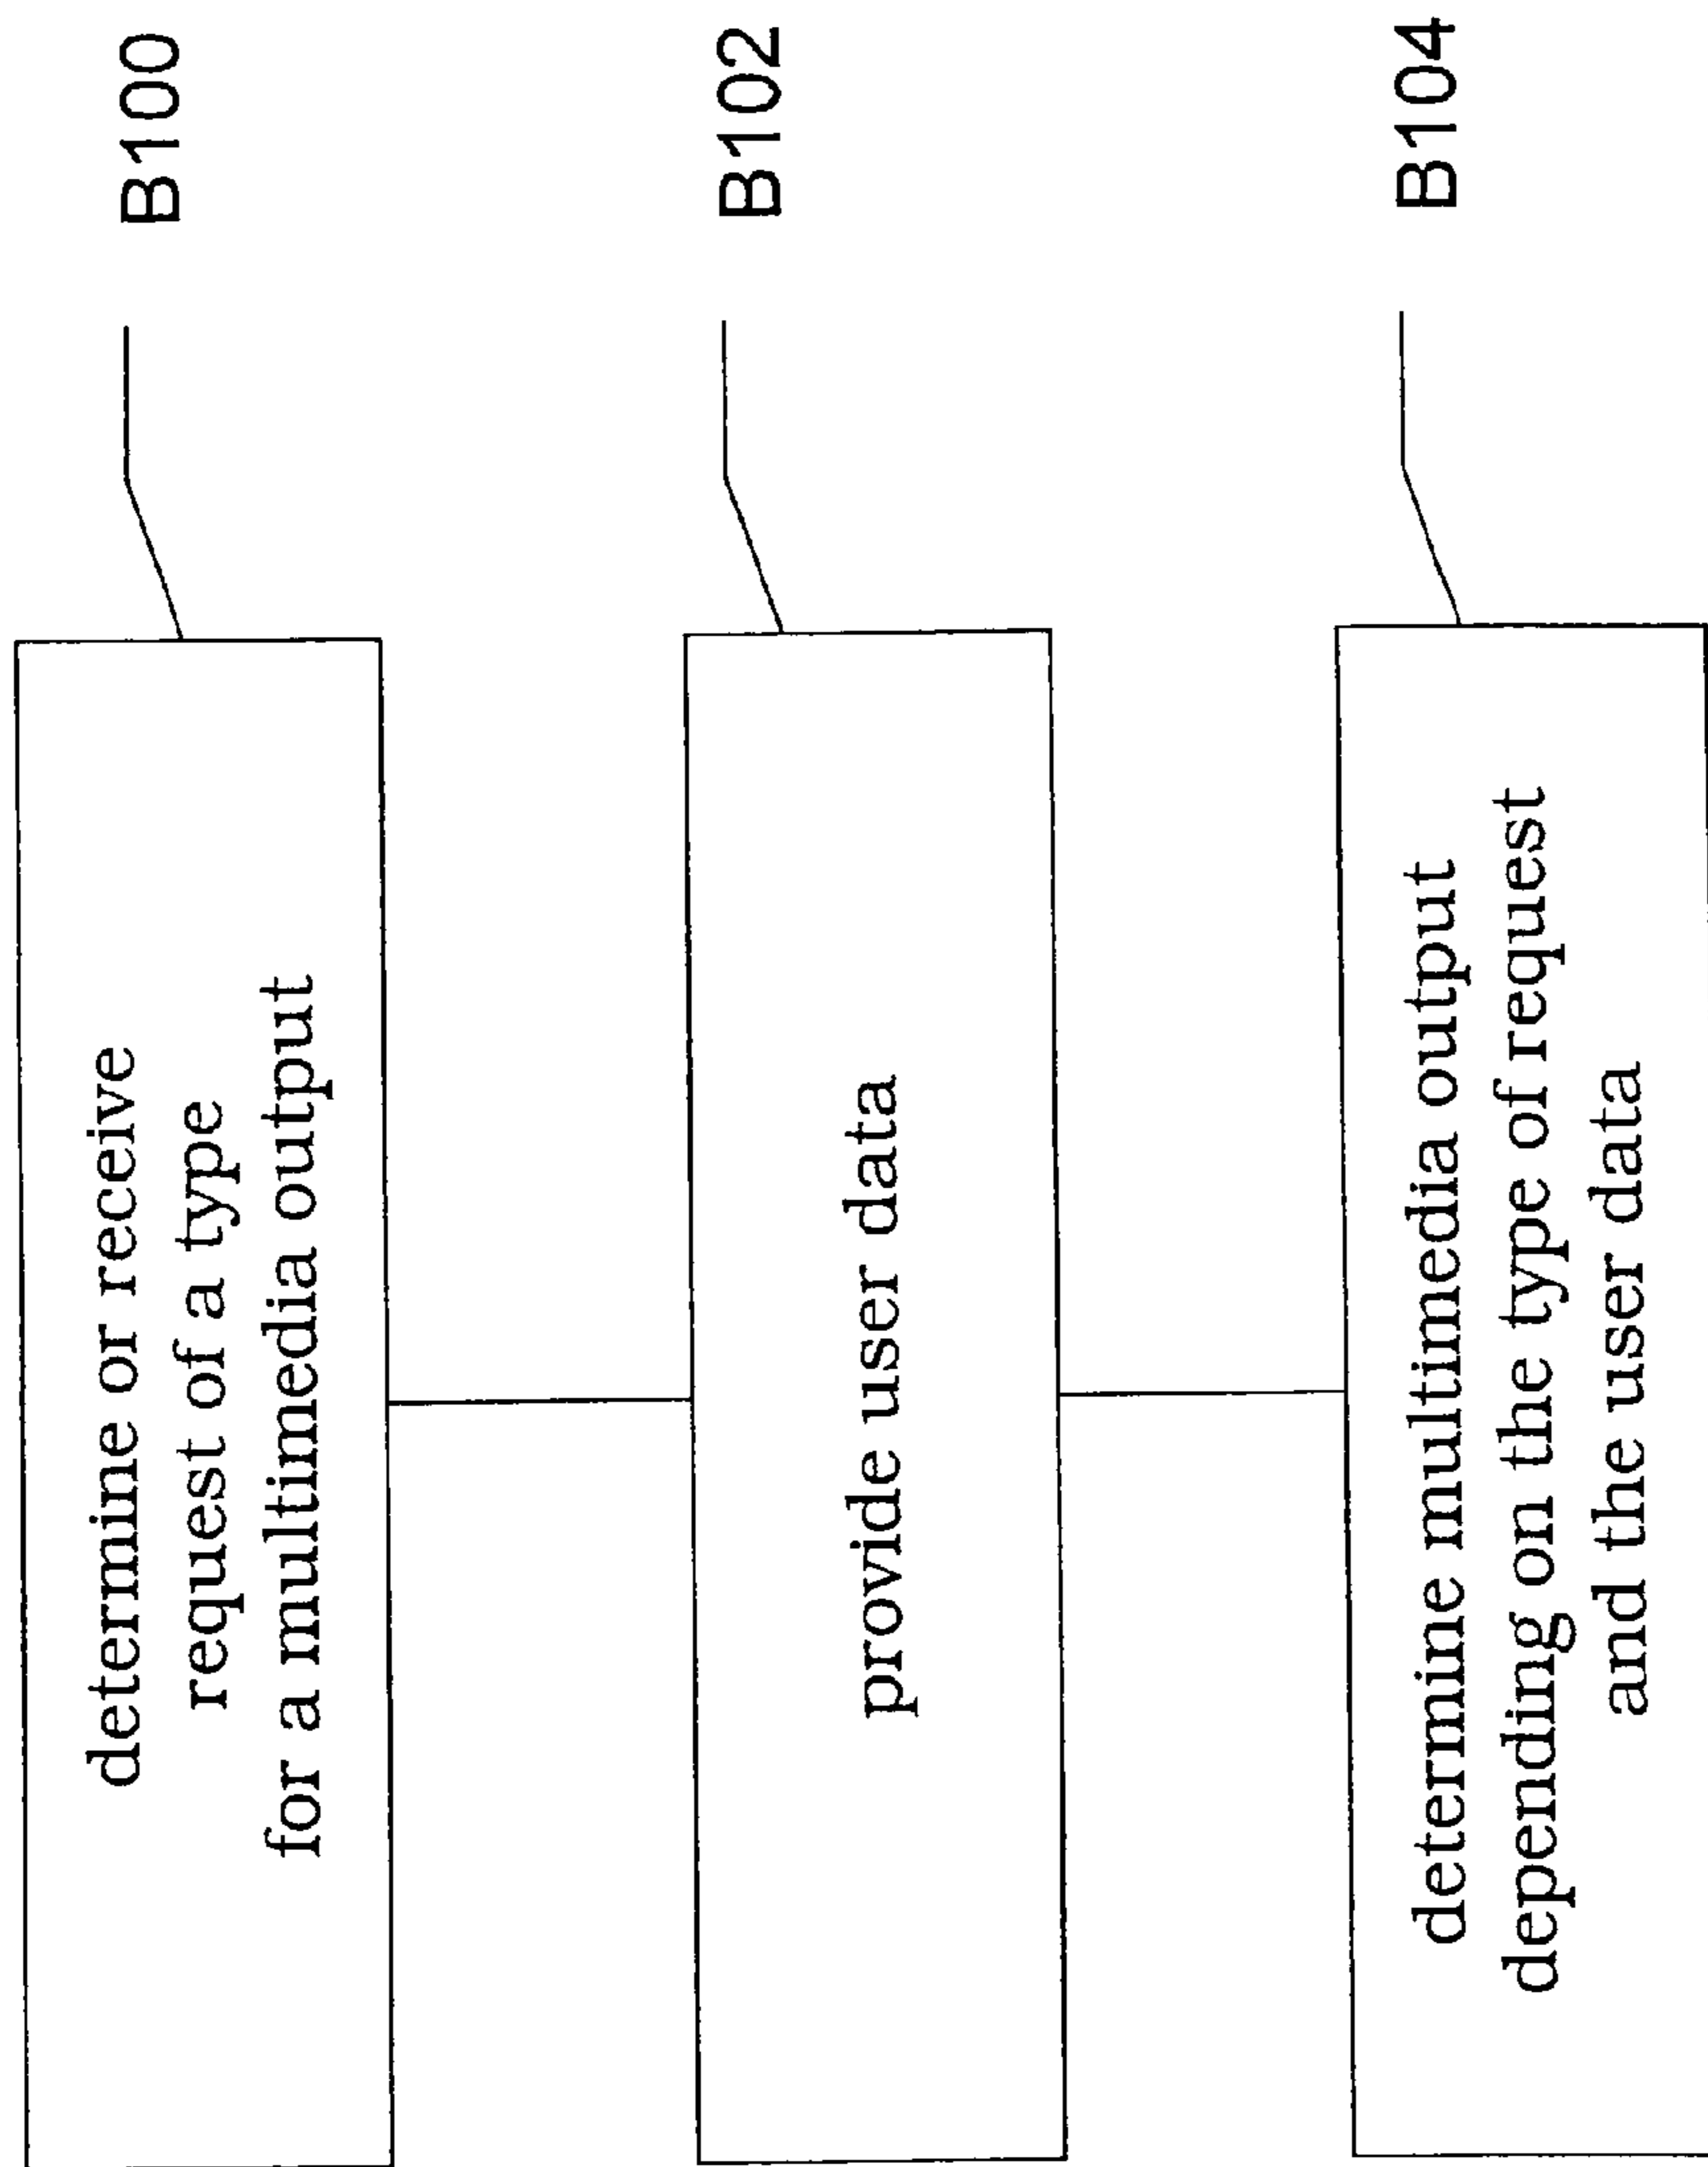 determine or receive
request of a type
for a multimedia output
B100
provide user data
B102
determine multimedia output
depending on the type of request
and the user data
B104